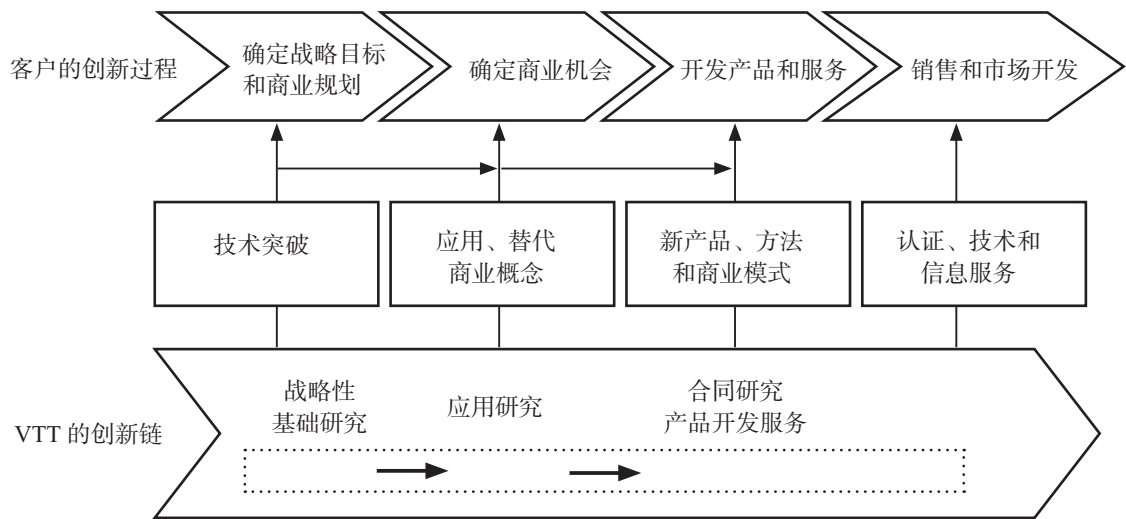 客户的创新过程
确定战略目标
和商业规划
确定商业机会
开发产品和服务
销售和市场开发
技术突破
应用、替代
商业概念
新产品、方法
和商业模式
认证、技术和
信息服务
VTT 的创新链
战略性
基础研究
应用研究
合同研究
产品开发服务